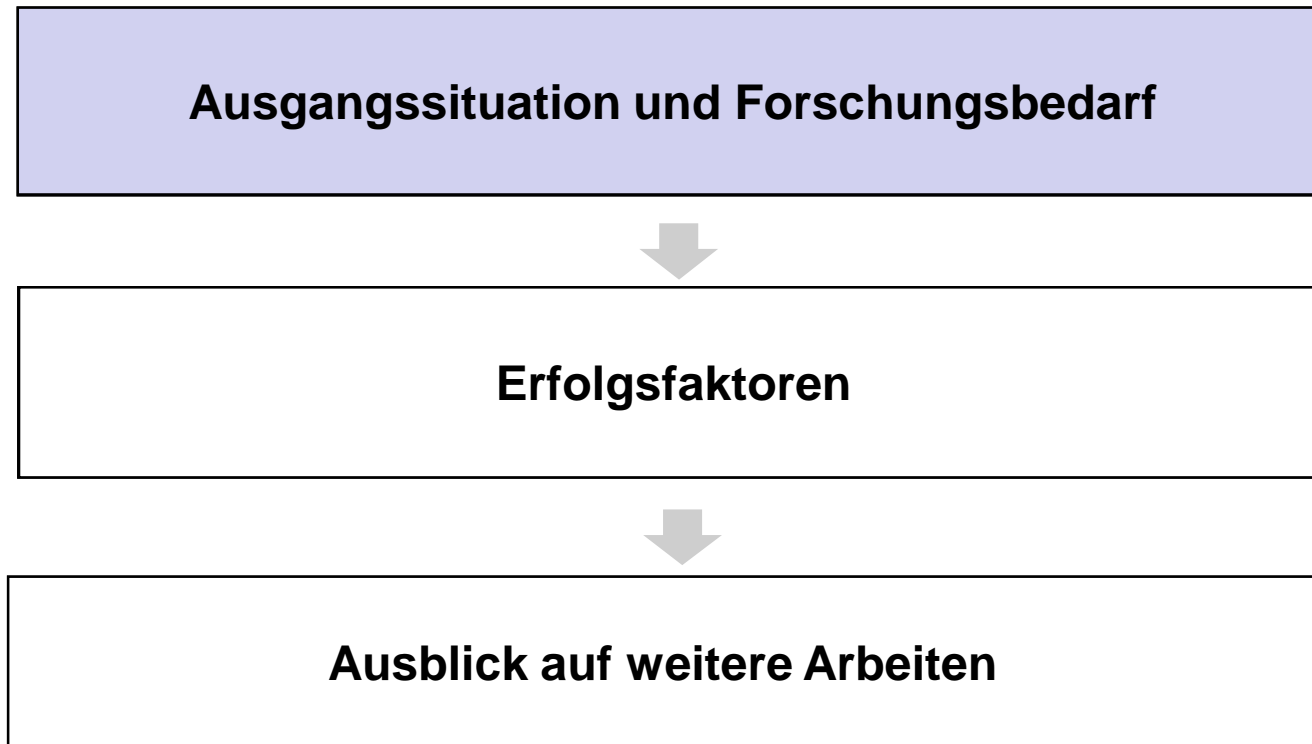 Ausgangssituation und Forschungsbedarf
Erfolgsfaktoren
Ausblick auf weitere Arbeiten